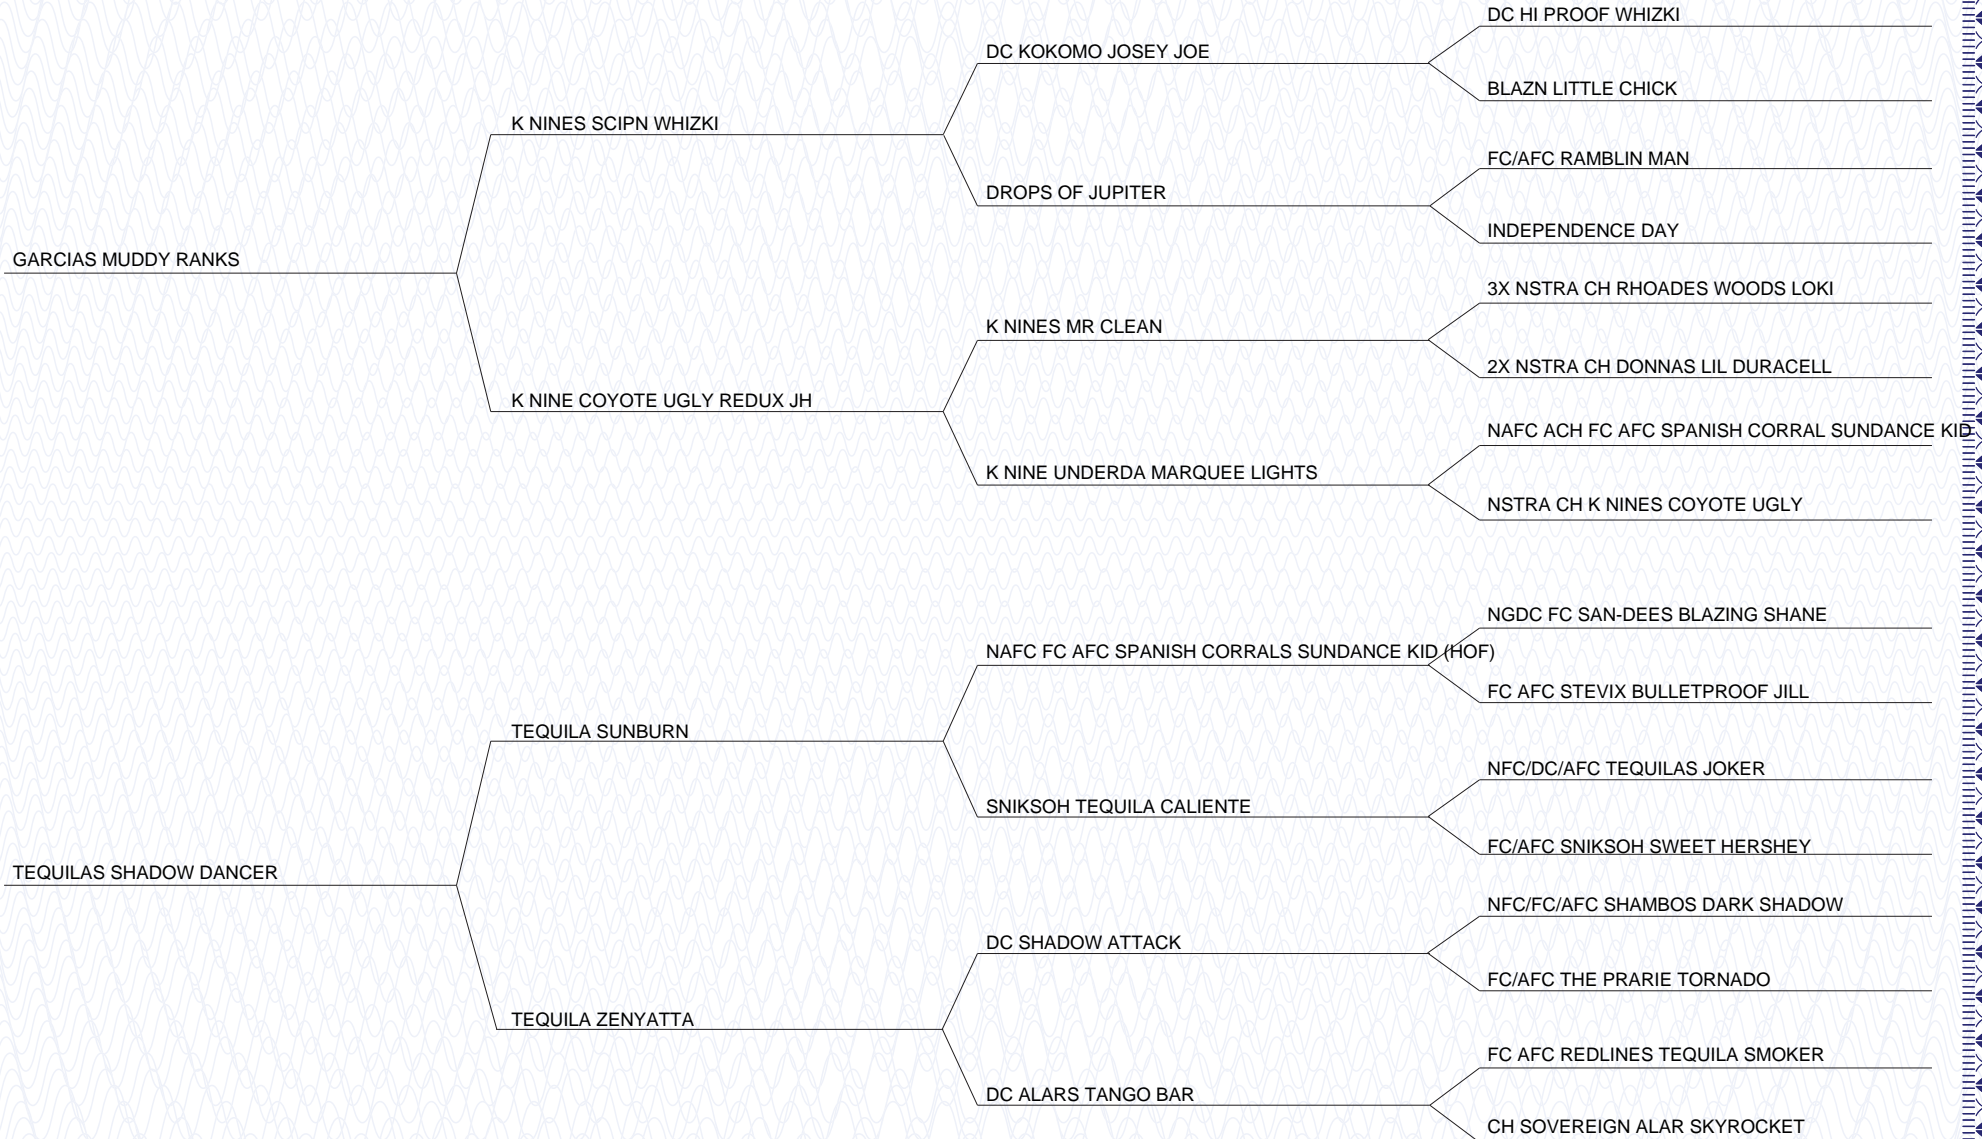 DC HI PROOF WHIZKI
DC KOKOMO JOSEY JOE
BLAZN LITTLE CHICK
K NINES SCIPN WHIZKI
FC/AFC RAMBLIN MAN
DROPS OF JUPITER
INDEPENDENCE DAY
GARCIAS MUDDY RANKS
3X NSTRA CH RHOADES WOODS LOKI
K NINES MR CLEAN
2X NSTRA CH DONNAS LIL DURACELL
K NINE COYOTE UGLY REDUX JH
NAFC ACH FC AFC SPANISH CORRAL SUNDANCE KID
K NINE UNDERDA MARQUEE LIGHTS
NSTRA CH K NINES COYOTE UGLY
NGDC FC SAN-DEES BLAZING SHANE
NAFC FC AFC SPANISH CORRALS SUNDANCE KID (HOF)
FC AFC STEVIX BULLETPROOF JILL
TEQUILA SUNBURN
NFC/DC/AFC TEQUILAS JOKER
SNIKSOH TEQUILA CALIENTE
FC/AFC SNIKSOH SWEET HERSHEY
TEQUILAS SHADOW DANCER
NFC/FC/AFC SHAMBOS DARK SHADOW
DC SHADOW ATTACK
FC/AFC THE PRARIE TORNADO
TEQUILA ZENYATTA
FC AFC REDLINES TEQUILA SMOKER
DC ALARS TANGO BAR
CH SOVEREIGN ALAR SKYROCKET